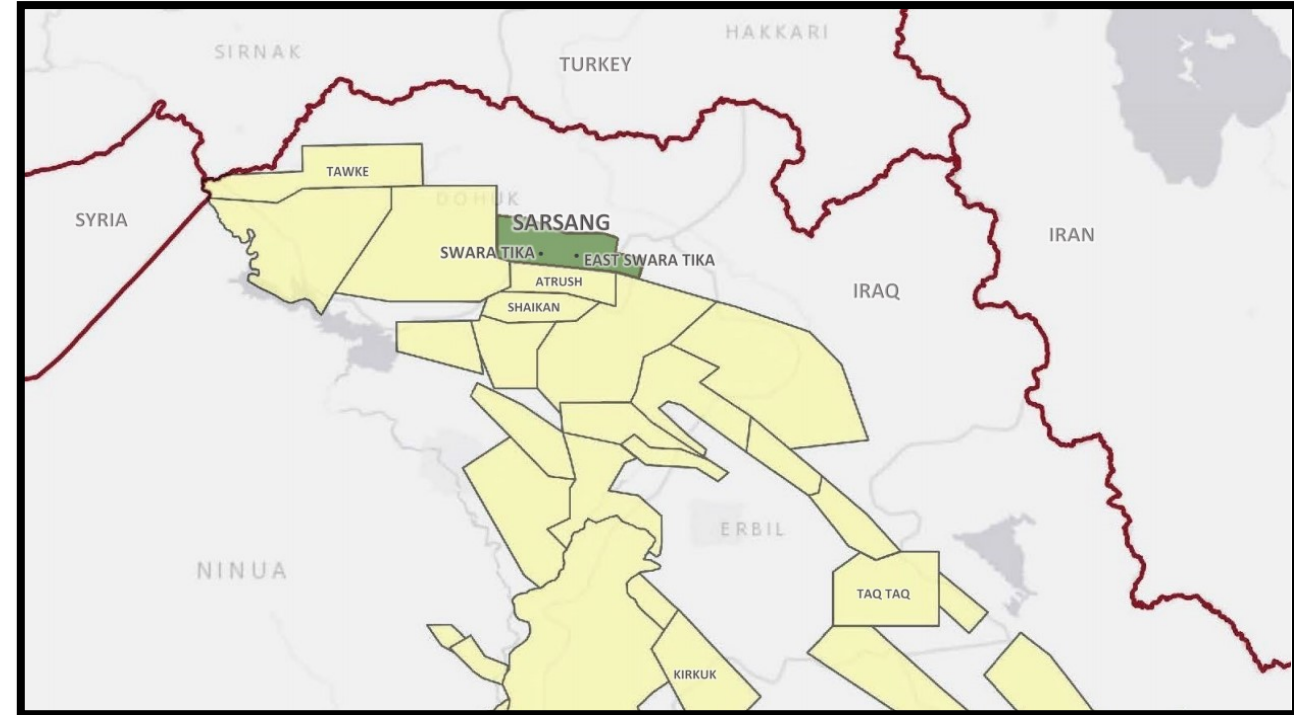 HAKKARI
SIRNAK
TURKEY
TAWKE
DOHUK
SYRIA
SARSANG
IRAN
SWARA TIKA
EAST SWARA TIKA
ATRUSH
IRAQ
SHAIKAN
ERBIL
NINUA
TAQ TAQ
KIRKUK